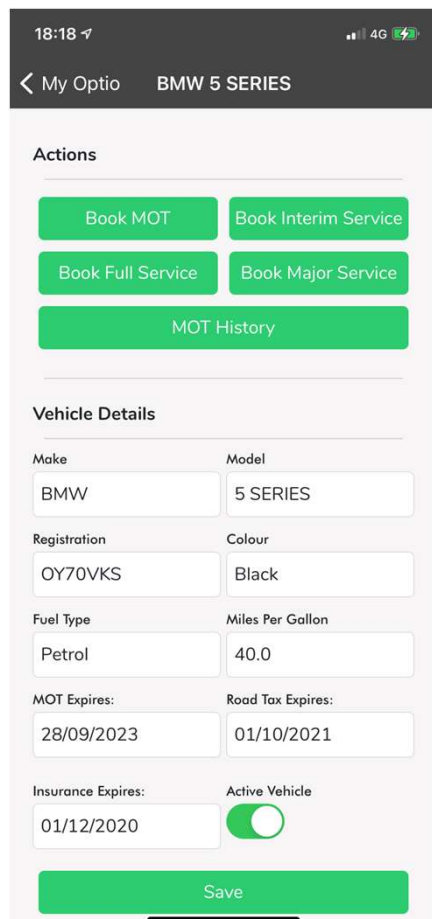 18:18 4G
My Optio BMW 5 SERIES
Actions
Book MOT Book Interim Service
Book Full Service Book Major Service
MOT History
Vehicle Details
Make Model
BMW 5 SERIES
Registration Colour
OY70VKS Black
Fuel Type Miles Per Gallon
Petrol 40.0
MOT Expires: Road Tax Expires:
28/09/2023 01/10/2021
Insurance Expires: Active Vehicle
01/12/2020
Save